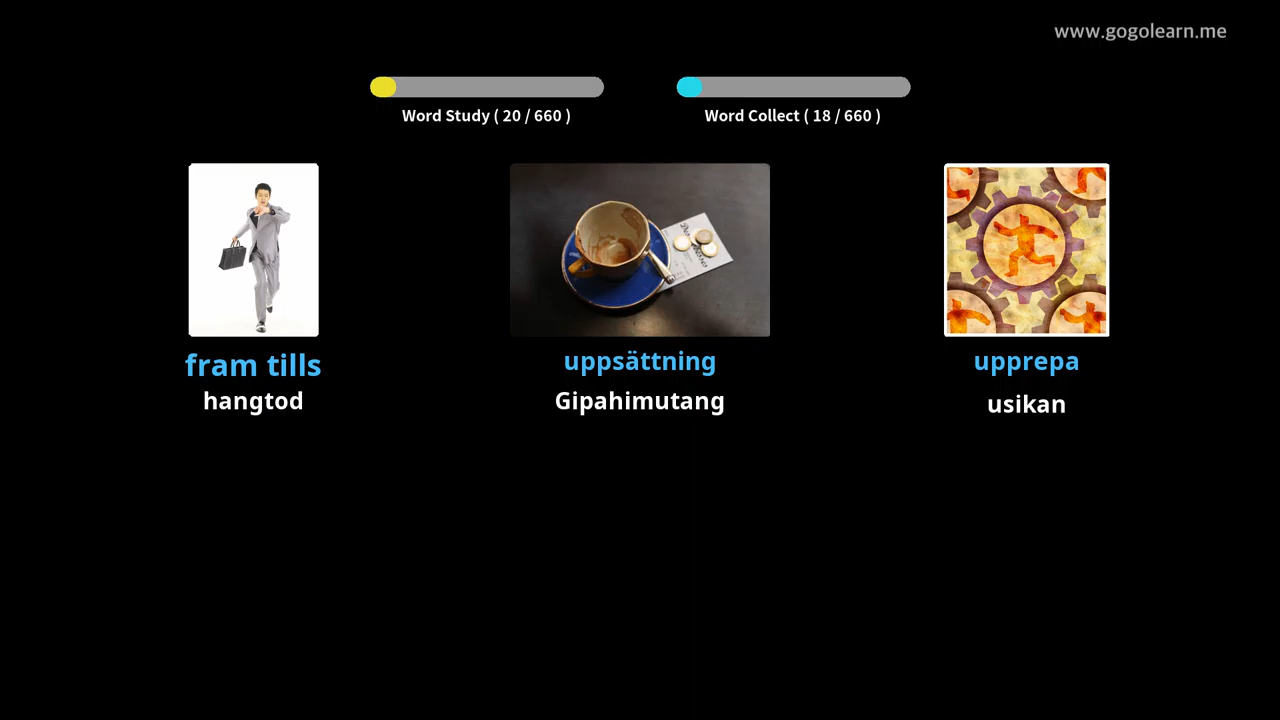 www.gogolearn.me
Word Study ( 20 / 660 )
Word Collect ( 18 / 660 )
fram tills
hangtod
uppsättning
Gipahimutang
upprepa
usikan